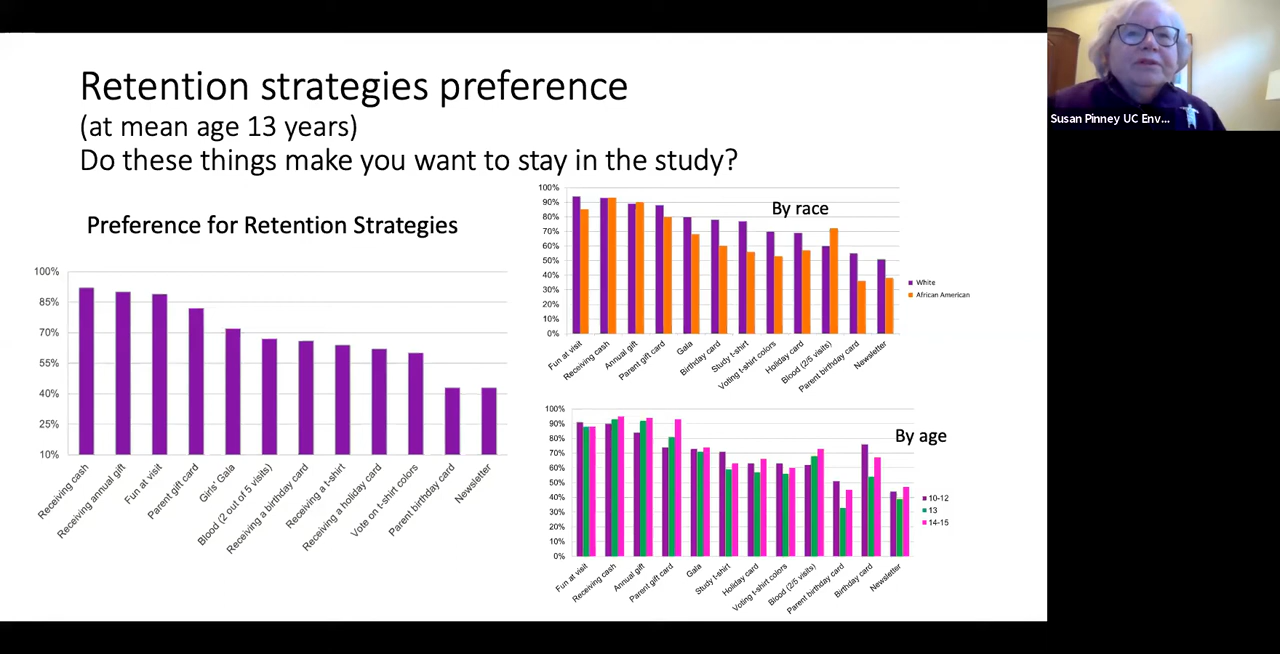 Retention strategies preference
(at mean age 13 years)
Do these things make you want to stay in the study?
Preference for Retention Strategies
100%
85%
70%
55%
40%
25%
10%
Receiving cash
Receiving annual gift
Fun at visit
Parent gift card
Girls' Gala
Blood (2 out of 5 visits)
Receiving a birthday card
Receiving a t-shirt
Receiving a holiday card
Vote on t-shirt colors
Parent birthday card
Newsletter
By race
100%
90%
80%
70%
60%
50%
40%
30%
20%
10%
0%
Fun at visit
Receiving cash
Annual gift
Parent gift card
Gala
Birthday card
Study t-shirt
Voting t-shirt colors
Holiday card
Blood (2/5 visits)
Parent birthday card
Newsletter
White
African American
By age
100%
90%
80%
70%
60%
50%
40%
30%
20%
10%
0%
Fun at visit
Receiving cash
Annual gift
Parent gift card
Gala
Study t-shirt
Holiday card
Voting t-shirt colors
Blood (2/5 visits)
Parent birthday card
Birthday card
Newsletter
10-12
13
14-15
Susan Pinney UC Env...